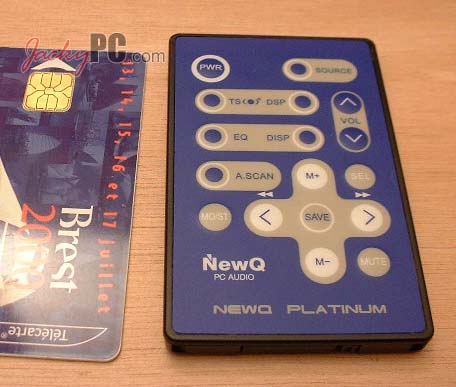 JackyPC.com
13, 14, 15, 16 et 17 juillet
Brest
Télécarte
PWR
SOURCE
TS DSP
VOL
EQ DISP
A.SCAN
M+
SEL
MO/ST
SAVE
M-
MUTE
NewQ
PC AUDIO
NEWQ PLATINUM